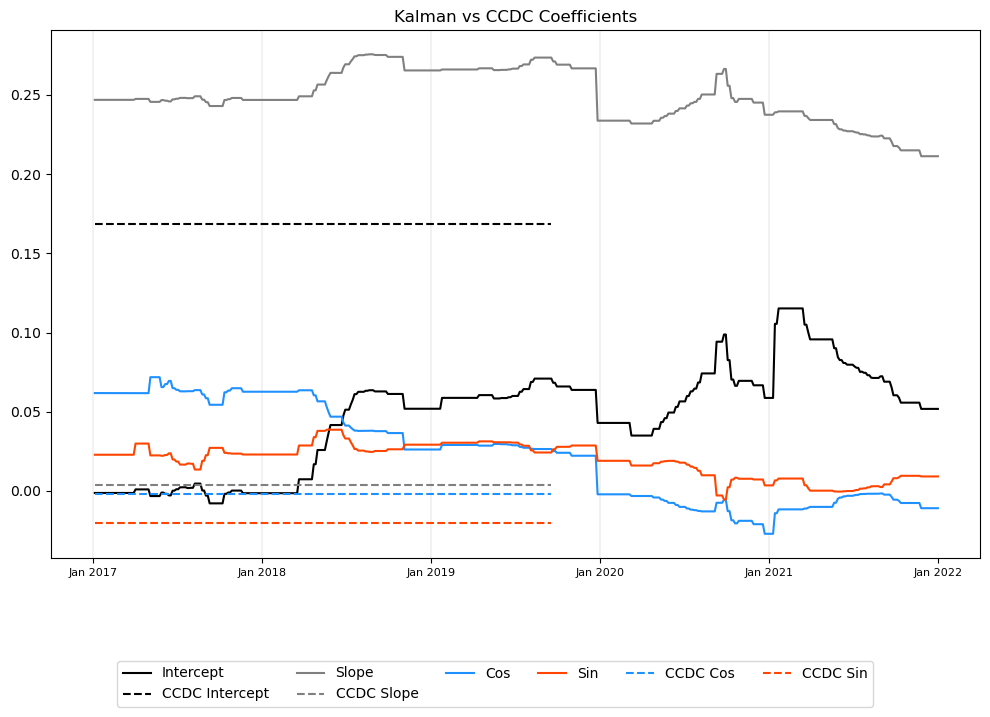 Kalman vs CCDC Coefficients
0.25
0.20
0.15
0.10
0.05
0.00
Jan 2017 Jan 2018 Jan 2019 Jan 2020 Jan 2021 Jan 2022
Intercept Slope Cos Sin CCDC Cos CCDC Sin
CCDC Intercept CCDC Slope